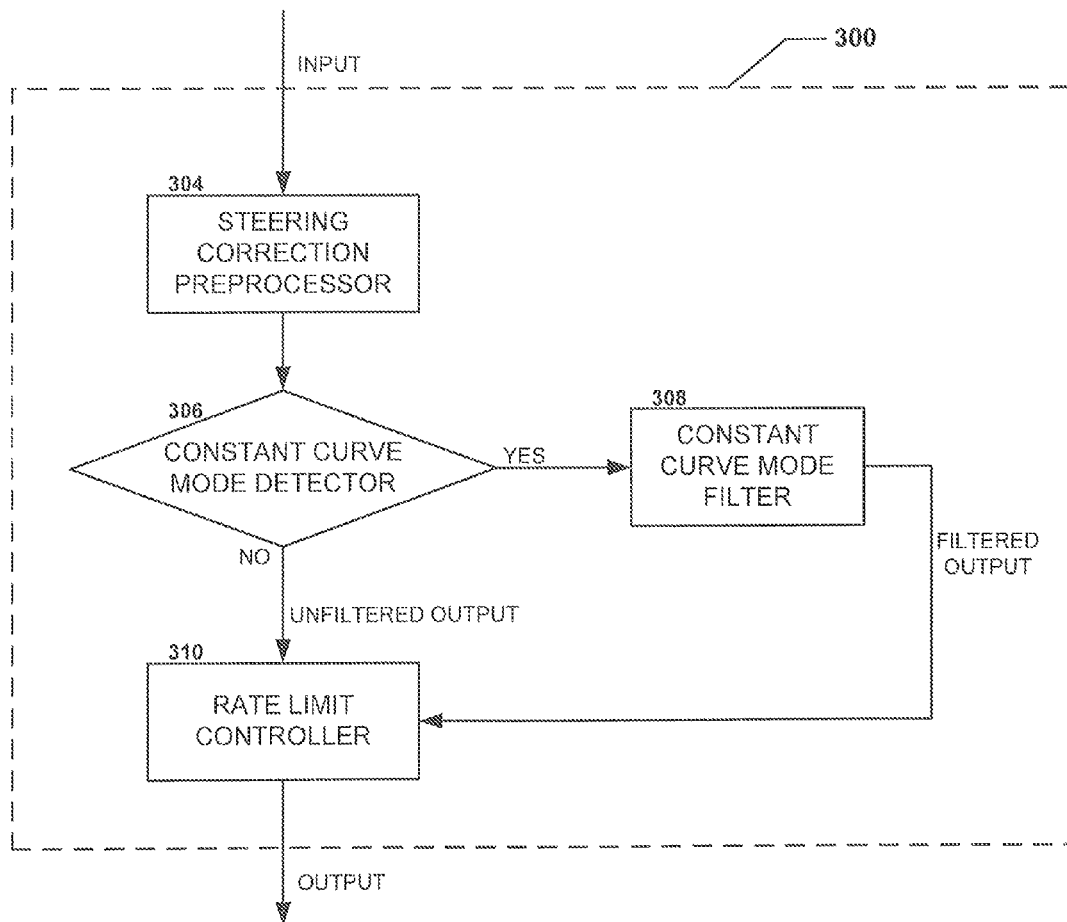 300
INPUT
304
STEERING
CORRECTION
PREPROCESSOR
306
CONSTANT CURVE
MODE DETECTOR
YES
308
CONSTANT
CURVE MODE
FILTER
NO
FILTERED
OUTPUT
UNFILTERED OUTPUT
310
RATE LIMIT
CONTROLLER
OUTPUT